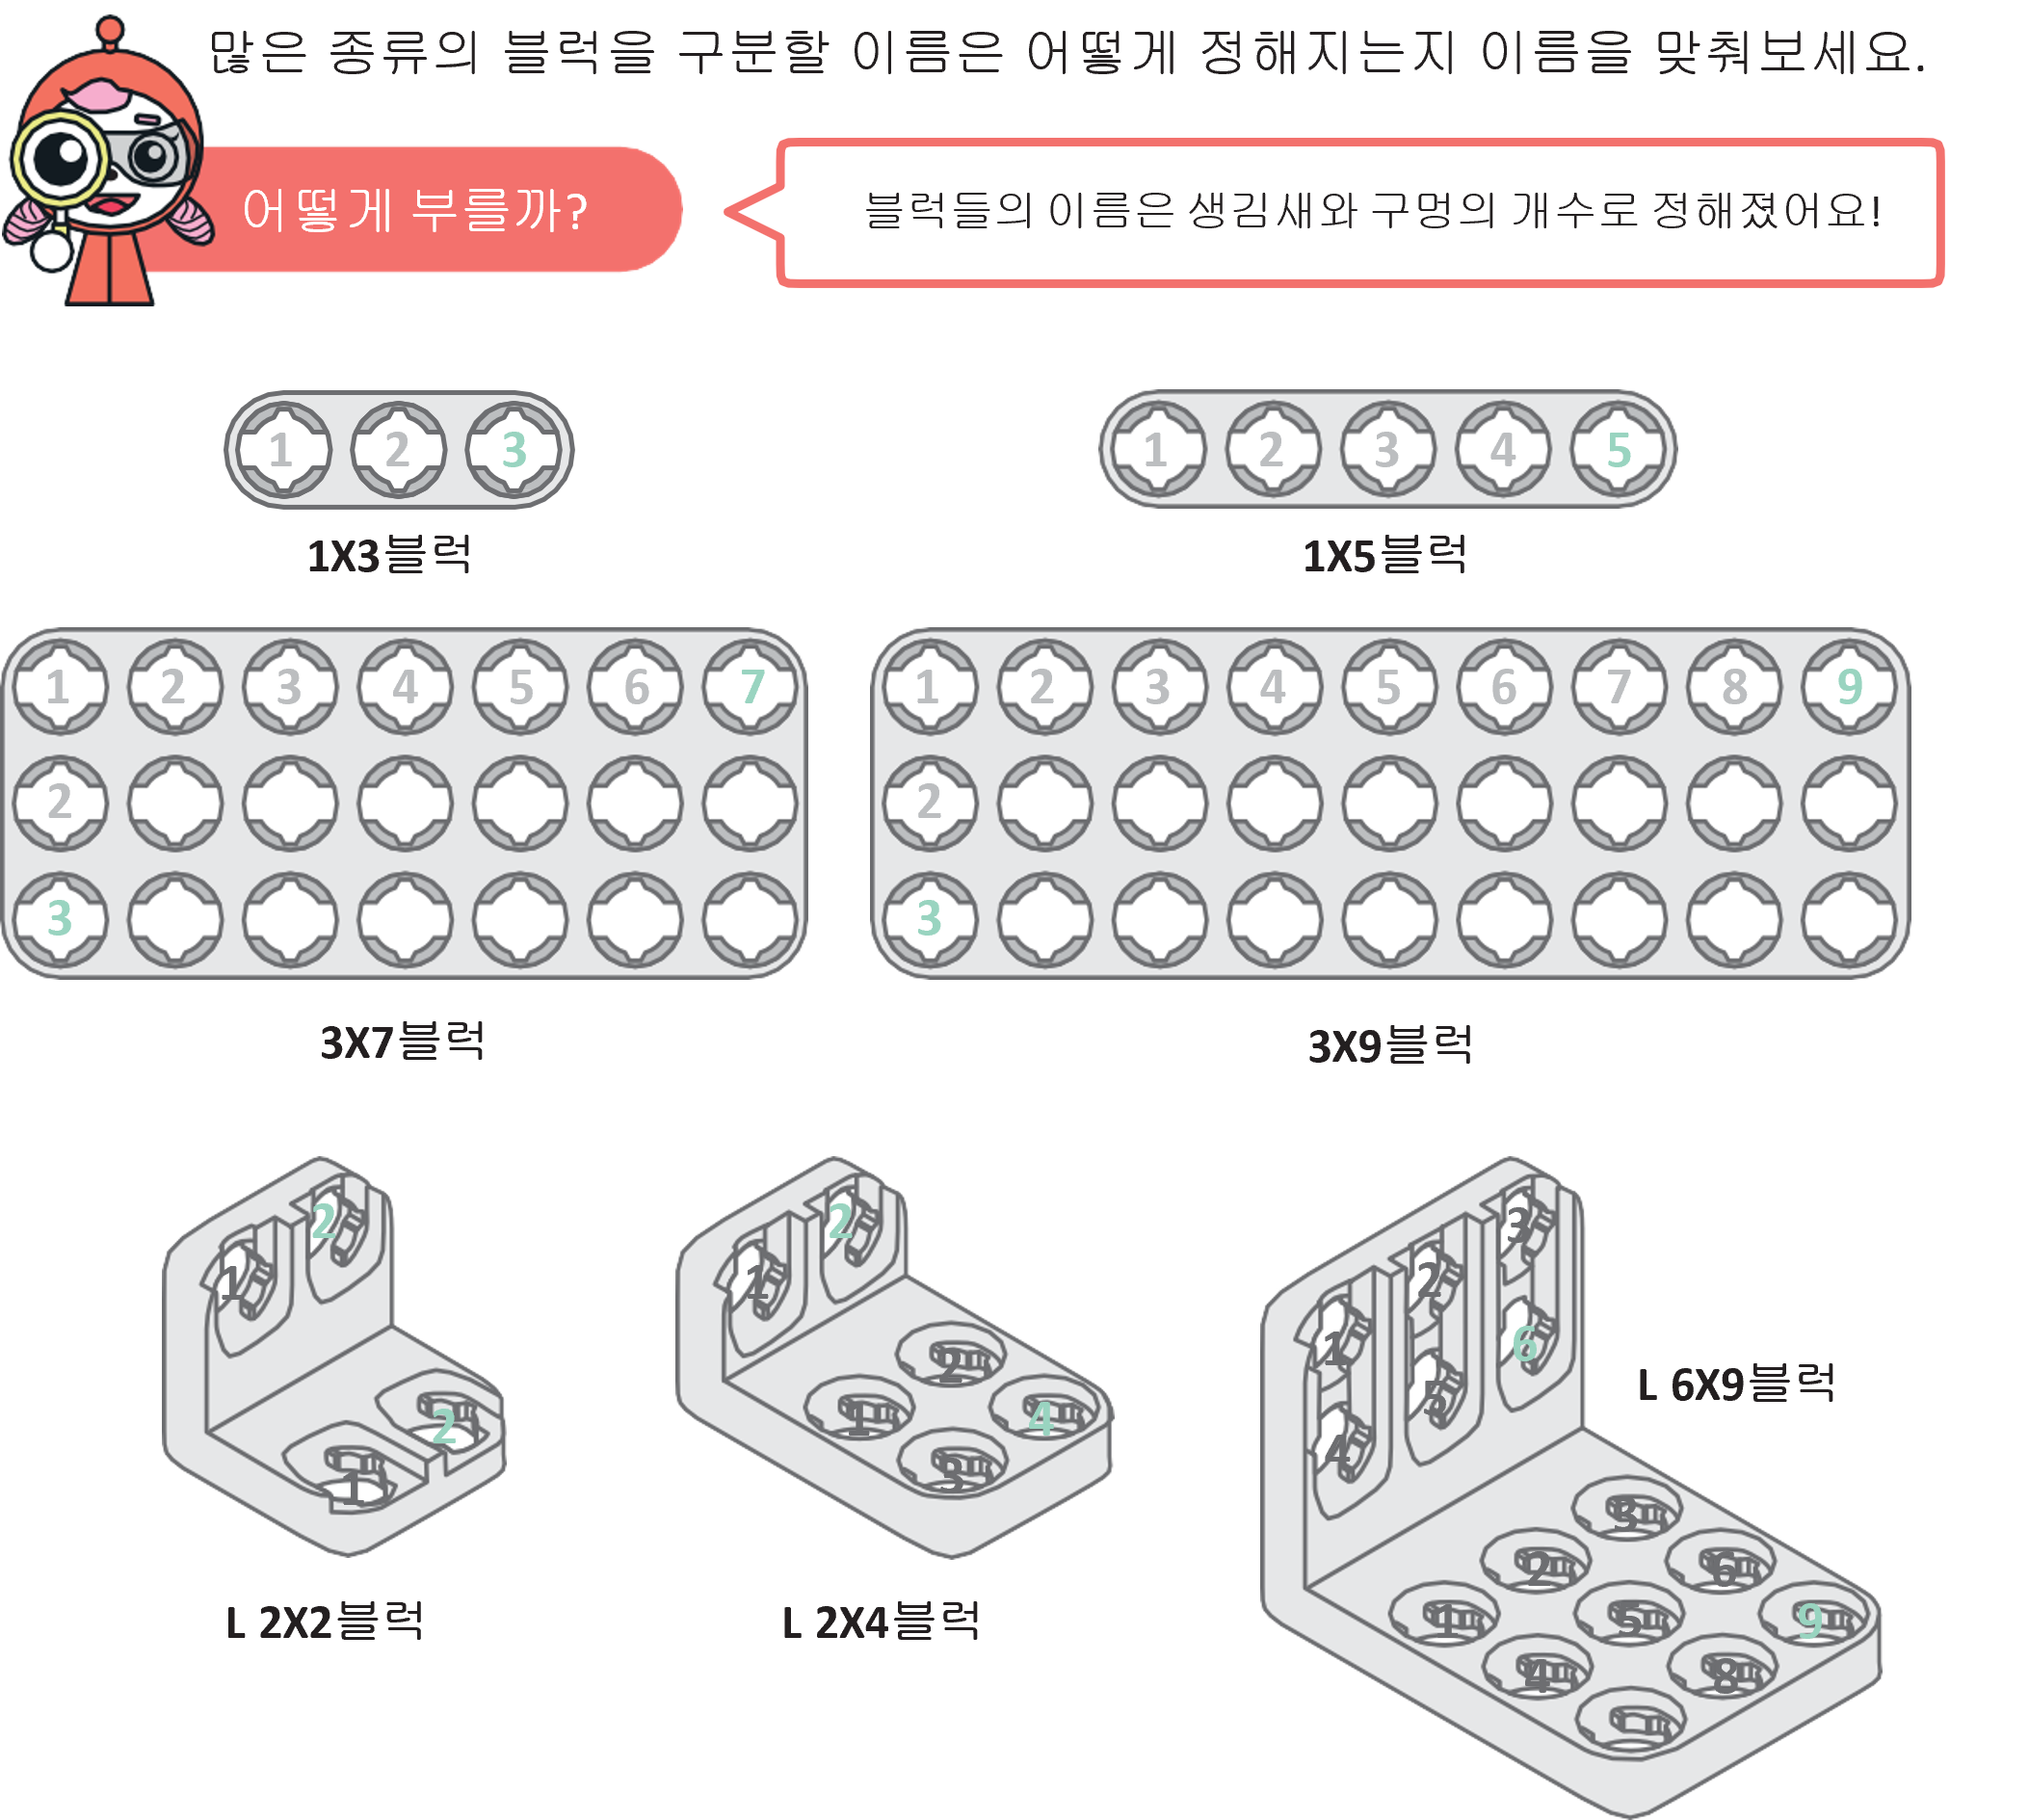 많은 종류의 블럭을 구분할 이름은 어떻게 정해지는지 이름을 맞춰보세요.
어떻게 부를까?
블럭들의 이름은 생김새와 구멍의 개수로 정해졌어요!
1 2 3
1 2 3 4 5
1X3블럭
1X5블럭
1 2 3 4 5 6 7
2
3
1 2 3 4 5 6 7 8 9
2
3
3X7블럭
3X9블럭
2
1
2
1
2
1
2
1
4
3
3
2
1
6
5
4
3
2
6
1
5
9
4
8
L 6X9블럭
L 2X2블럭
L 2X4블럭